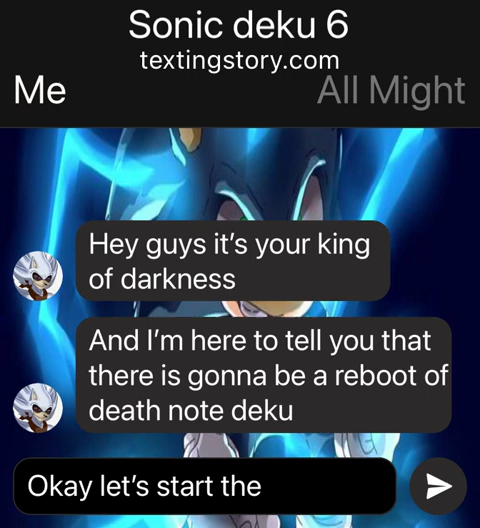 Sonic deku 6
textingstory.com
Me
All Might
Hey guys it’s your king
of darkness
And I’m here to tell you that
there is gonna be a reboot of
death note deku
Okay let’s start the